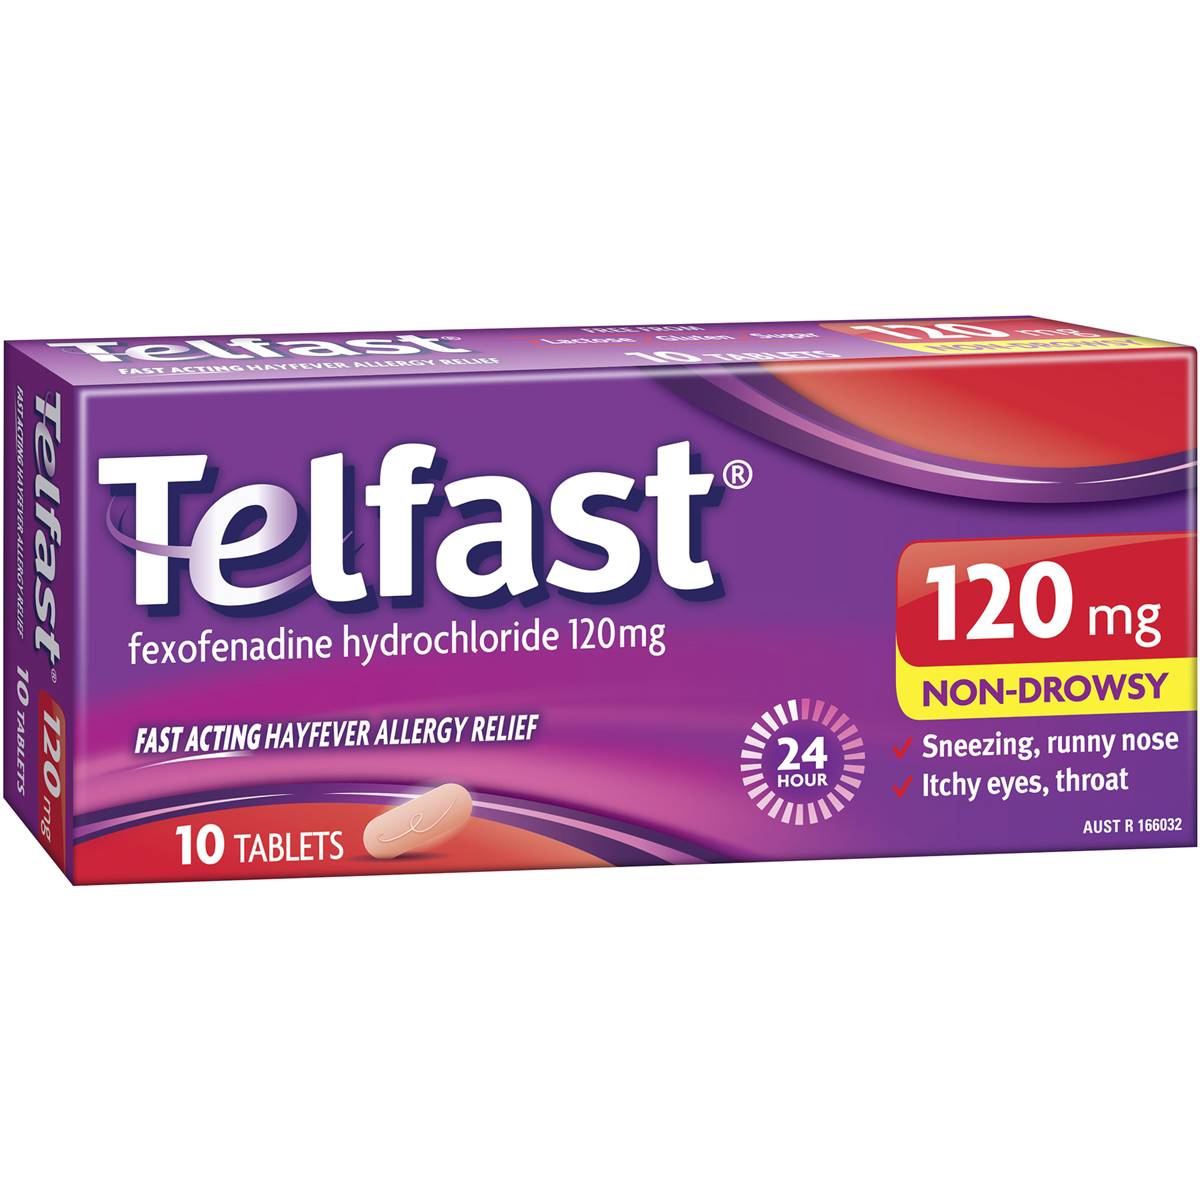 Telfast®
FAST ACTING HAYFEVER ALLERGY RELIEF
FREE FROM
Lactose / Gluten / Sugar
10 TABLETS
120 mg
NON-DROWSY
Telfast®
FAST ACTING HAYFEVER ALLERGY RELIEF
10 TABLETS
120 mg
Telfast®
fexofenadine hydrochloride 120mg
FAST ACTING HAYFEVER ALLERGY RELIEF
10 TABLETS
24
HOUR
120 mg
NON-DROWSY
✓ Sneezing, runny nose
✓ Itchy eyes, throat
AUST R 166032